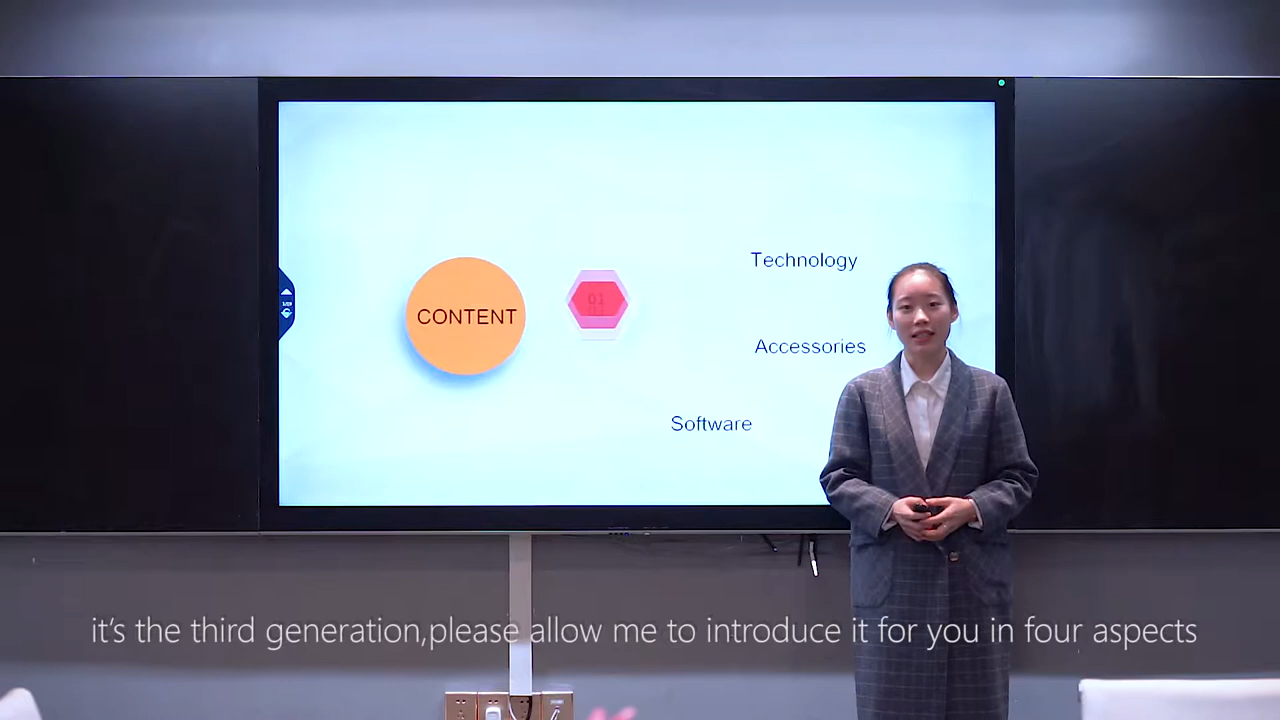 Technology
CONTENT
01
Accessories
Software
it's the third generation,please allow me to introduce it for you in four aspects